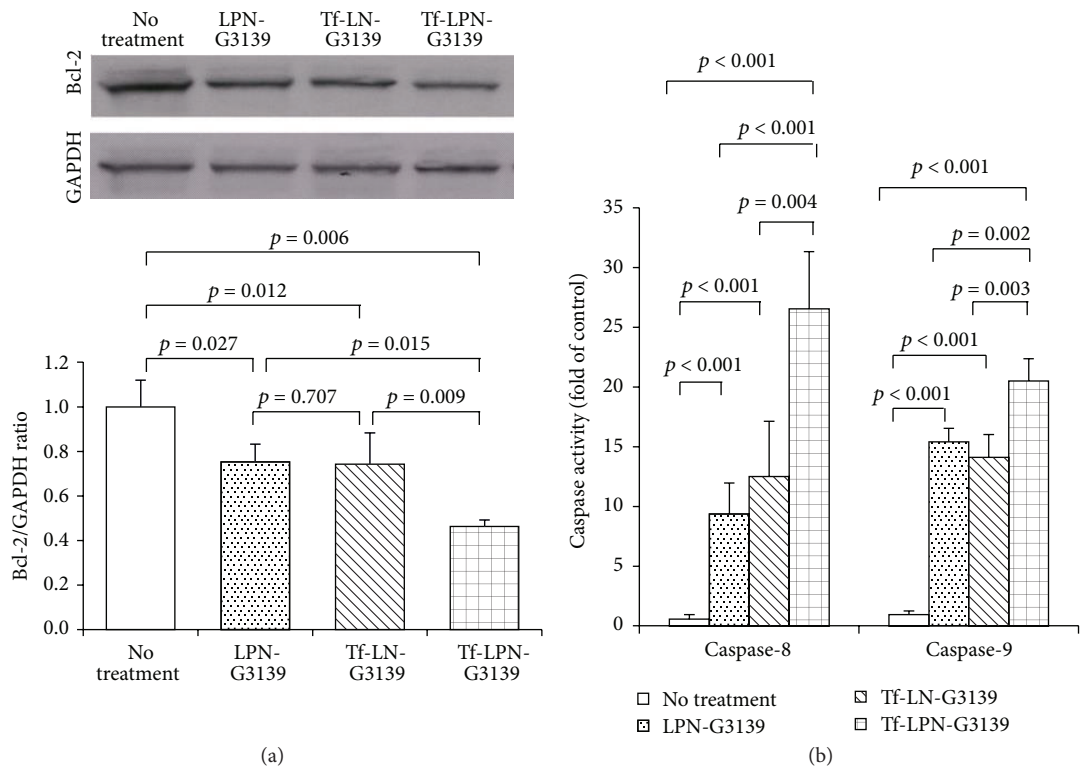 No treatment
LPN-G3139
Tf-LN-G3139
Tf-LPN-G3139
Bcl-2
GAPDH
p = 0.006
p = 0.012
p = 0.027
p = 0.015
p = 0.707
p = 0.009
1.2
1.0
0.8
0.6
0.4
0.2
0.0
Bcl-2/GAPDH ratio
No treatment
LPN-G3139
Tf-LN-G3139
Tf-LPN-G3139
(a)
p < 0.001
p < 0.001
p = 0.004
p < 0.001
p < 0.001
p < 0.001
p = 0.002
p = 0.003
p < 0.001
p < 0.001
35
30
25
20
15
10
5
0
Caspase activity (fold of control)
Caspase-8
Caspase-9
No treatment
LPN-G3139
Tf-LN-G3139
Tf-LPN-G3139
(b)